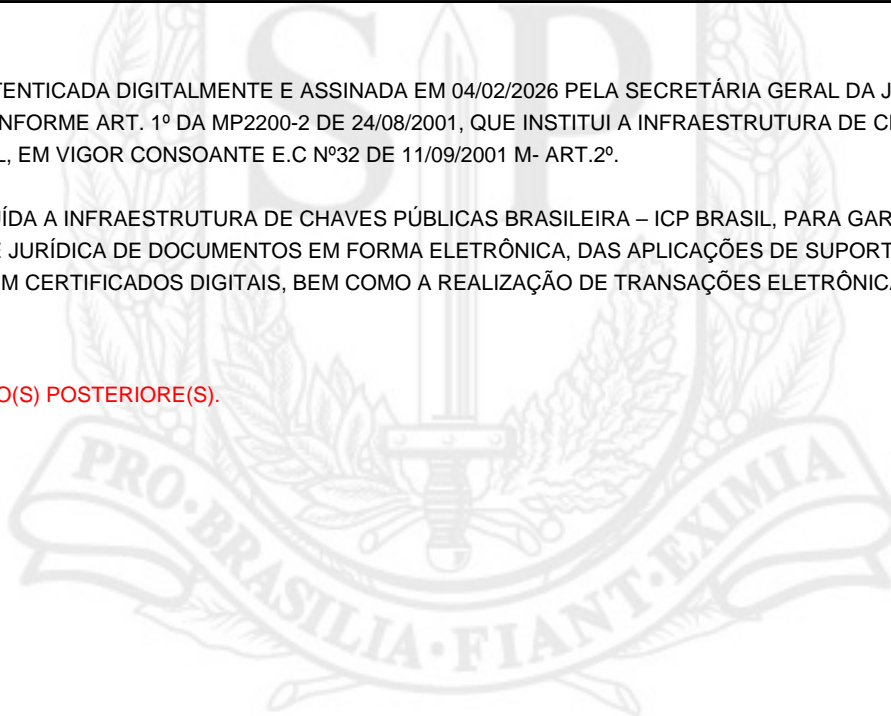 SP
TENTICADA DIGITALMENTE E ASSINADA EM 04/02/2026 PELA SECRETÁRIA GERAL DA J
NFORME ART. 1º DA MP2200-2 DE 24/08/2001, QUE INSTITUI A INFRAESTRUTURA DE C
L, EM VIGOR CONSOANTE E.C Nº32 DE 11/09/2001 M- ART.2º.
UÍDA A INFRAESTRUTURA DE CHAVES PÚBLICAS BRASILEIRA – ICP BRASIL, PARA GAR
E JURÍDICA DE DOCUMENTOS EM FORMA ELETRÔNICA, DAS APLICAÇÕES DE SUPORT
M CERTIFICADOS DIGITAIS, BEM COMO A REALIZAÇÃO DE TRANSAÇÕES ELETRÔNICA
O(S) POSTERIORE(S).
PRO·BRASILIA·FIANT·EXIMIA